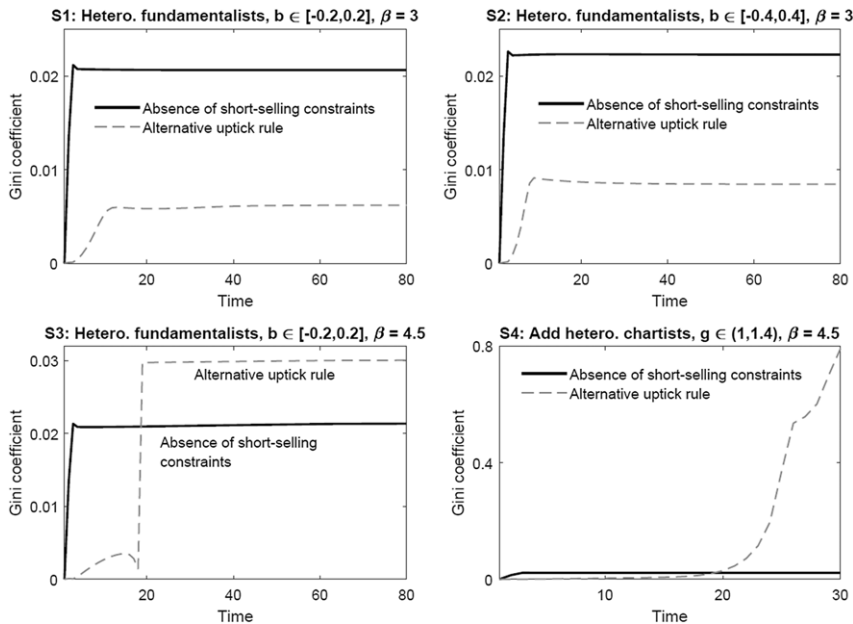 S1: Hetero. fundamentalists, b ∈ [-0.2,0.2], β = 3
Gini coefficient
0.02
0.01
0
Absence of short-selling constraints
Alternative uptick rule
20
40
60
80
Time
S2: Hetero. fundamentalists, b ∈ [-0.4,0.4], β = 3
Gini coefficient
0.02
0.01
0
Absence of short-selling constraints
Alternative uptick rule
20
40
60
80
Time
S3: Hetero. fundamentalists, b ∈ [-0.2,0.2], β = 4.5
Gini coefficient
0.03
0.02
0.01
0
Alternative uptick rule
Absence of short-selling
constraints
20
40
60
80
Time
S4: Add hetero. chartists, g ∈ (1,1.4), β = 4.5
Gini coefficient
0.8
0.4
0
Absence of short-selling constraints
Alternative uptick rule
10
20
30
Time